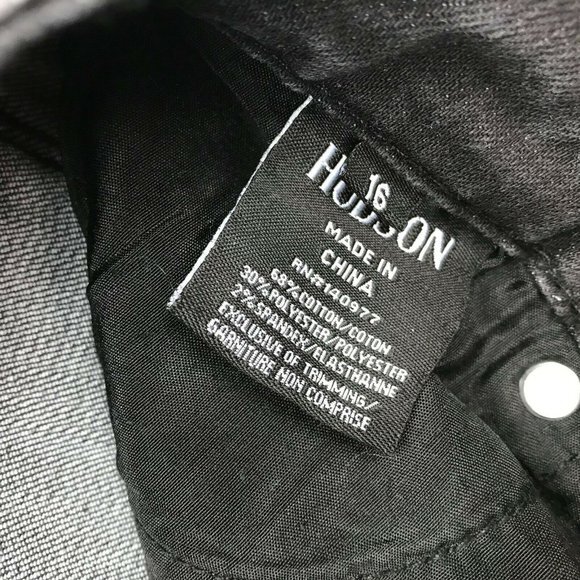 16
HUDSON
MADE IN
CHINA
RN#140977
68%COTTON/COTON
30%POLYESTER/POLYESTER
2%SPANDEX/ELASTHANNE
EXCLUSIVE OF TRIMMING/
GARNITURE NON COMPRISE